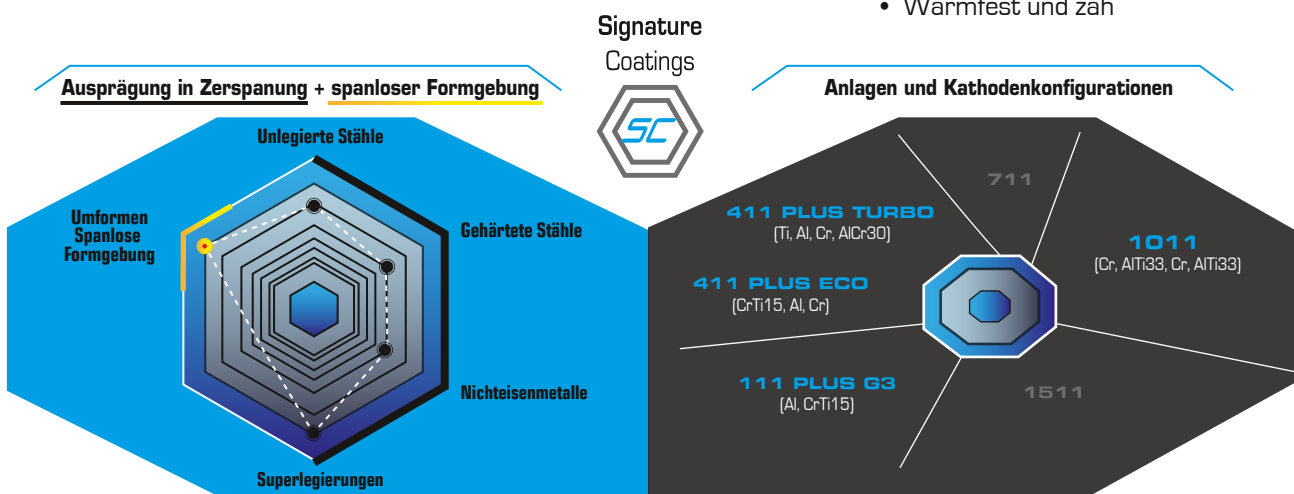 • Warmfest und zäh
Signature
Coatings
SC
Ausprägung in Zerspanung + spanloser Formgebung
Unlegierte Stähle
Umformen
Spanlose
Formgebung
Gehärtete Stähle
Nichteisenmetalle
Superlegierungen
Anlagen und Kathodenkonfigurationen
711
411 PLUS TURBO
(Ti, Al, Cr, AlCr30)
1011
(Cr, AlTi33, Cr, AlTi33)
411 PLUS ECO
(CrTi15, Al, Cr)
111 PLUS G3
(Al, CrTi15)
1511